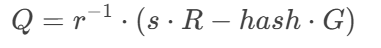 Q = r⁻¹ · (s · R − hash · G)